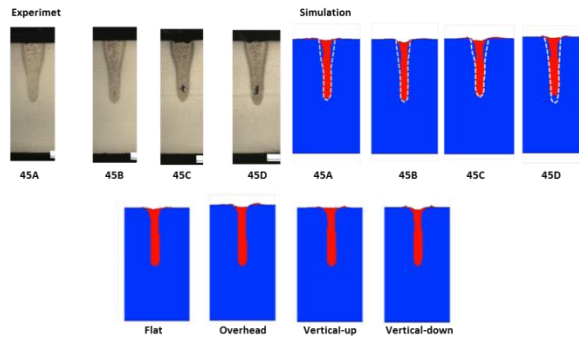 Experimet Simulation
45A 45B 45C 45D 45A 45B 45C 45D
Flat Overhead Vertical-up Vertical-down